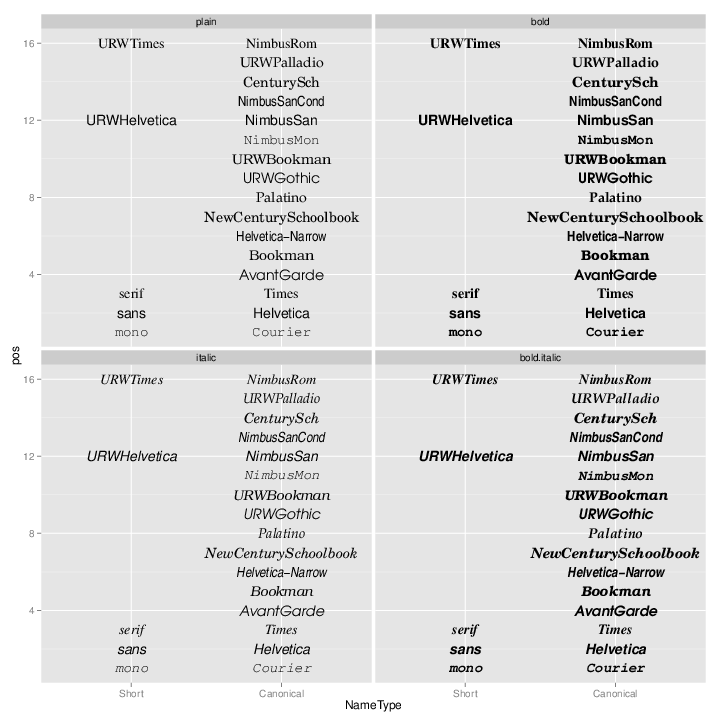 plain bold
16 URWTimes NimbusRom URWTimes NimbusRom
URWPalladio URWPalladio
CenturySch CenturySch
NimbusSanCond NimbusSanCond
12 URWHelvetica NimbusSan URWHelvetica NimbusSan
NimbusMon NimbusMon
URWBookman URWBookman
URWGothic URWGothic
8 Palatino Palatino
NewCenturySchoolbook NewCenturySchoolbook
Helvetica-Narrow Helvetica-Narrow
Bookman Bookman
4 AvantGarde AvantGarde
serif Times serif Times
sans Helvetica sans Helvetica
mono Courier mono Courier
pos
italic bold.italic
16 URWTimes NimbusRom URWTimes NimbusRom
URWPalladio URWPalladio
CenturySch CenturySch
NimbusSanCond NimbusSanCond
12 URWHelvetica NimbusSan URWHelvetica NimbusSan
NimbusMon NimbusMon
URWBookman URWBookman
URWGothic URWGothic
8 Palatino Palatino
NewCenturySchoolbook NewCenturySchoolbook
Helvetica-Narrow Helvetica-Narrow
Bookman Bookman
4 AvantGarde AvantGarde
serif Times serif Times
sans Helvetica sans Helvetica
mono Courier mono Courier
Short Canonical Short Canonical
NameType